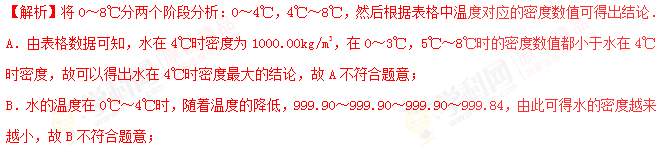 【解析】将 0～8℃分两个阶段分析：0～4℃，4℃～8℃，然后根据表格中温度对应的密度数值可得出结论．
A．由表格数据可知，水在 4℃时密度为 1000.00kg/m³，在 0～3℃，5℃～8℃时的密度数值都小于水在 4℃
时密度，故可以得出水在 4℃时密度最大的结论，故 A 不符合题意；
B．水的温度在 0℃～4℃时，随着温度的降低，999.90～999.90～999.90～999.84，由此可得水的密度越来
越小，故 B 不符合题意；